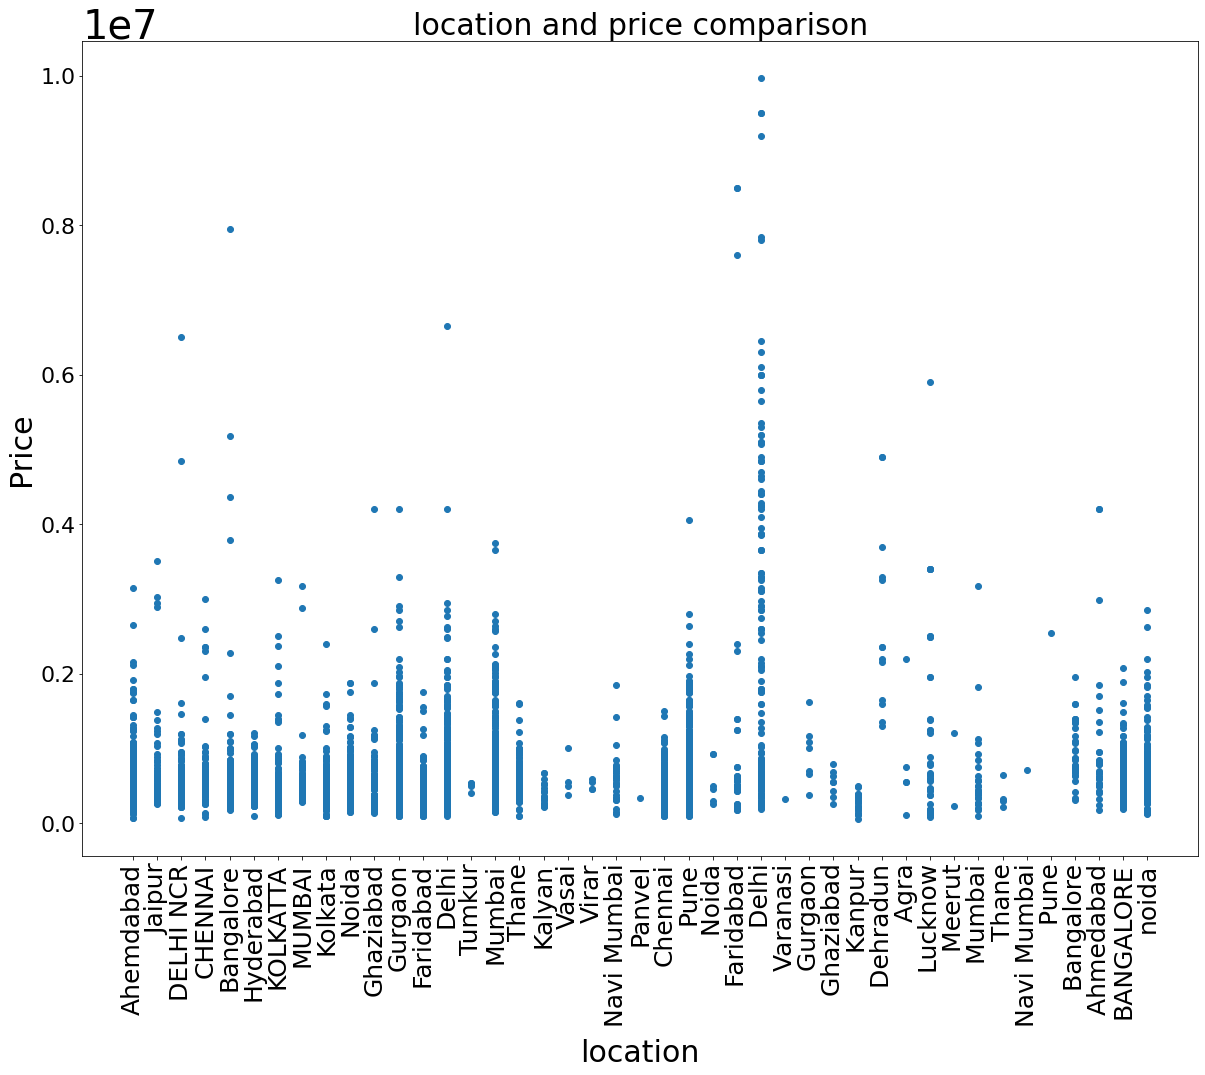 1e7
location and price comparison
1.0
0.8
0.6
0.4
0.2
0.0
Price
Ahemdabad
Jaipur
DELHI NCR
CHENNAI
Bangalore
Hyderabad
KOLKATTA
MUMBAI
Kolkata
Noida
Ghaziabad
Gurgaon
Faridabad
Delhi
Tumkur
Mumbai
Thane
Kalyan
Vasai
Virar
Navi Mumbai
Panvel
Chennai
Pune
Noida
Faridabad
Delhi
Varanasi
Gurgaon
Ghaziabad
Kanpur
Dehradun
Agra
Lucknow
Meerut
Mumbai
Thane
Navi Mumbai
Pune
Bangalore
Ahmedabad
BANGALORE
noida
location